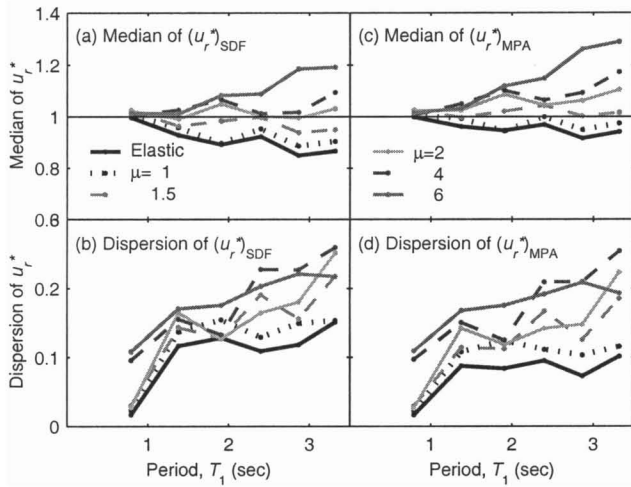 (a) Median of (u_r*)_SDF
(c) Median of (u_r*)_MPA
Median of u_r*
1.4
1.2
1
0.8
0.6
Elastic
μ= 1
1.5
μ=2
4
6
(b) Dispersion of (u_r*)_SDF
(d) Dispersion of (u_r*)_MPA
Dispersion of u_r*
0.2
0.1
0
1 2 3
1 2 3
Period, T_1 (sec)
Period, T_1 (sec)